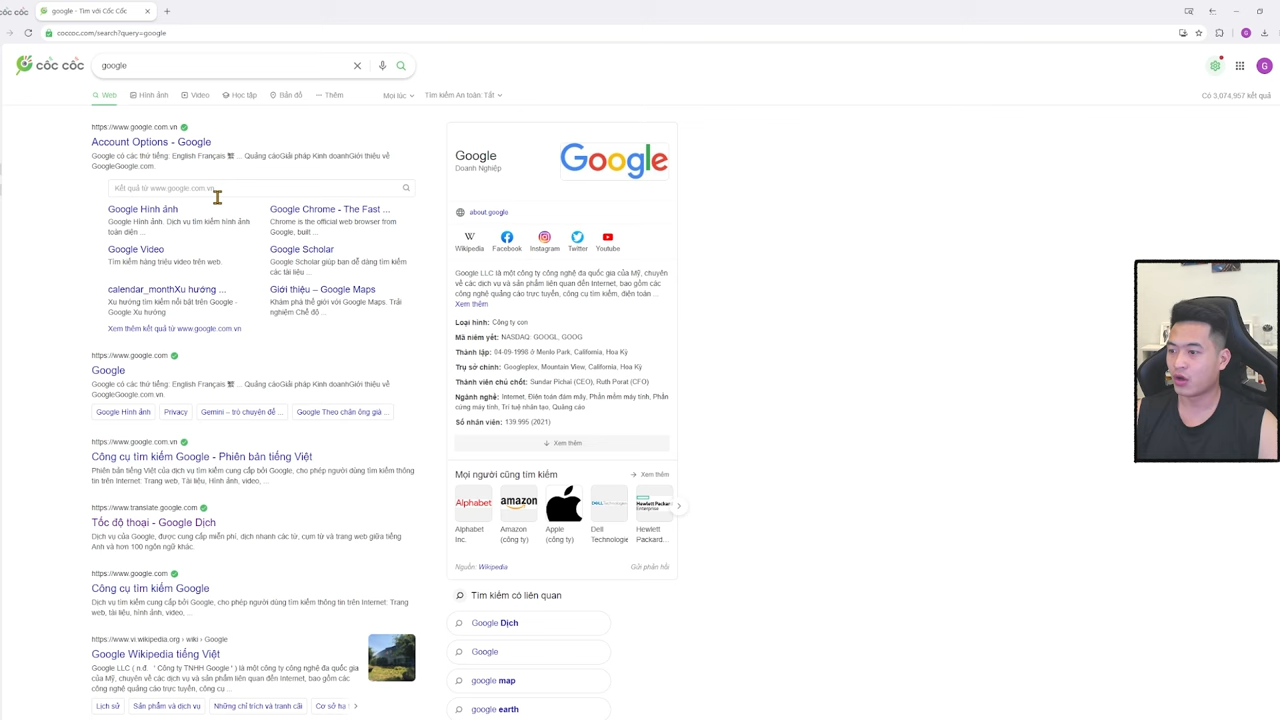 cốc cốc
google - Tìm với Cốc Cốc
coccoc.com/search?query=google
G
cốc cốc
google
G
Web
Hình ảnh
Video
Học tập
Bản đồ
Thêm
Mọi lúc
Tìm kiếm An toàn: Tắt
Có 3,074,957 kết quả
https://www.google.com.vn
Account Options - Google
Google có các thứ tiếng: English Français 繁 ... Quảng cáoGiải pháp Kinh doanhGiới thiệu về
GoogleGoogle.com.
Kết quả từ www.google.com.vn
Google Hình ảnh
Google Hình ảnh. Dịch vụ tìm kiếm hình ảnh
toàn diện ...
Google Chrome - The Fast ...
Chrome is the official web browser from
Google, built ...
Google Video
Tìm kiếm hàng triệu video trên web.
Google Scholar
Google Scholar giúp bạn dễ dàng tìm kiếm
các tài liệu ...
calendar_monthXu hướng ...
Xu hướng tìm kiếm nổi bật trên Google -
Google Xu hướng
Giới thiệu – Google Maps
Khám phá thế giới với Google Maps. Trải
nghiệm Chế độ ...
Xem thêm kết quả từ www.google.com.vn
https://www.google.com
Google
Google có các thứ tiếng: English Français 繁 ... Quảng cáoGiải pháp Kinh doanhGiới thiệu về
GoogleGoogle.com.vn.
Google Hình ảnh
Privacy
Gemini – trò chuyện để ...
Google Theo chân ông già ...
https://www.google.com.vn
Công cụ tìm kiếm Google - Phiên bản tiếng Việt
Phiên bản tiếng Việt của dịch vụ tìm kiếm cung cấp bởi Google, cho phép người dùng tìm kiếm thông
tin trên Internet: Trang web, Tài liệu, Hình ảnh, video, ...
https://www.translate.google.com
Tốc độ thoại - Google Dịch
Dịch vụ của Google, được cung cấp miễn phí, dịch nhanh các từ, cụm từ và trang web giữa tiếng
Anh và hơn 100 ngôn ngữ khác.
https://www.google.com
Công cụ tìm kiếm Google
Dịch vụ tìm kiếm cung cấp bởi Google, cho phép người dùng tìm kiếm thông tin trên Internet: Trang
web, tài liệu, hình ảnh, video, ...
https://www.vi.wikipedia.org › wiki › Google
Google Wikipedia tiếng Việt
Google LLC ( n đ. ' Công ty TNHH Google ' ) là một công ty công nghệ đa quốc gia
của Mỹ, chuyên về các dịch vụ và sản phẩm liên quan đến Internet, bao gồm các
công nghệ quảng cáo trực tuyến, công cụ ...
Lịch sử
Sản phẩm và dịch vụ
Những chỉ trích và tranh cãi
Cơ sở hạ
Google
Doanh Nghiệp
Google
about.google
W
Wikipedia
Facebook
Instagram
Twitter
Youtube
Google LLC là một công ty công nghệ đa quốc gia của Mỹ, chuyên
về các dịch vụ và sản phẩm liên quan đến Internet, bao gồm các
công nghệ quảng cáo trực tuyến, công cụ tìm kiếm, điện toán ...
Xem thêm
Loại hình: Công ty con
Mã niêm yết: NASDAQ: GOOGL, GOOG
Thành lập: 04-09-1998 ở Menlo Park, California, Hoa Kỳ
Trụ sở chính: Googleplex, Mountain View, California, Hoa Kỳ
Thành viên chủ chốt: Sundar Pichai (CEO), Ruth Porat (CFO)
Ngành nghề: Internet, Điện toán đám mây, Phần mềm máy tính, Phần
cứng máy tính, Trí tuệ nhân tạo, Quảng cáo
Số nhân viên: 139.995 (2021)
Xem thêm
Mọi người cũng tìm kiếm
Xem thêm
Alphabet
amazon
DELL Technologies
Hewlett Packard
Enterprise
Alphabet
Inc.
Amazon
(công ty)
Apple
(công ty)
Dell
Technologie
Hewlett
Packard...
Nguồn: Wikipedia
Gửi phản hồi
Tìm kiếm có liên quan
Google Dịch
Google
google map
google earth